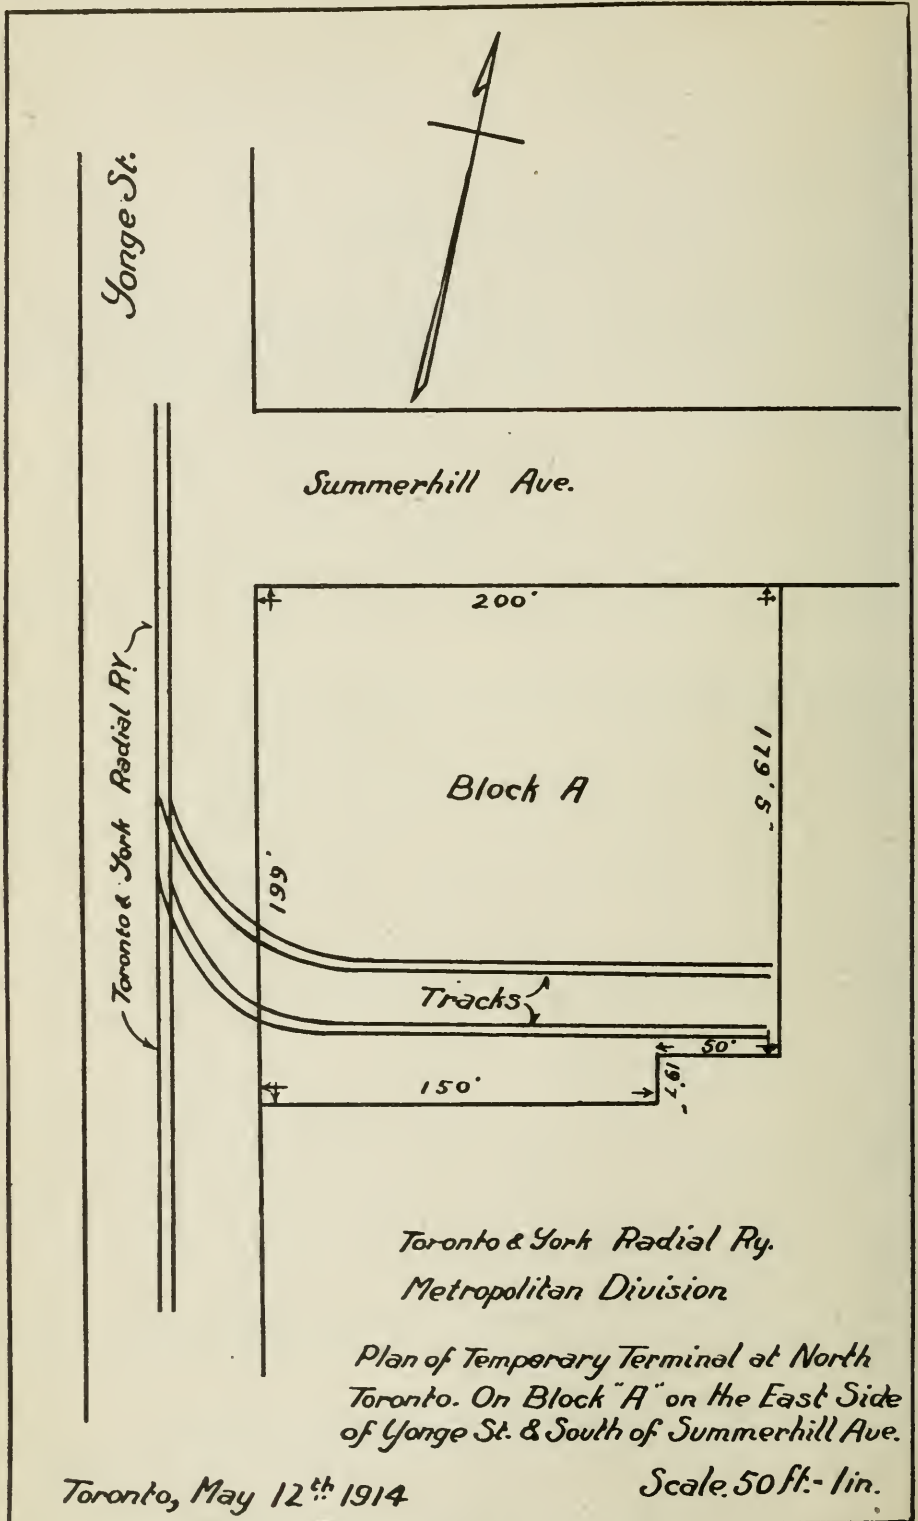 Yonge St.
Summerhill Ave.
200'
Toronto & York Radial Ry.
Block A
179' 5"
199'
Tracks
50'
19' 7"
150'
Toronto & York Radial Ry.
Metropolitan Division
Plan of Temporary Terminal at North
Toronto. On Block "A" on the East Side
of Yonge St. & South of Summerhill Ave.
Scale. 50 ft.- 1in.
Toronto, May 12th 1914